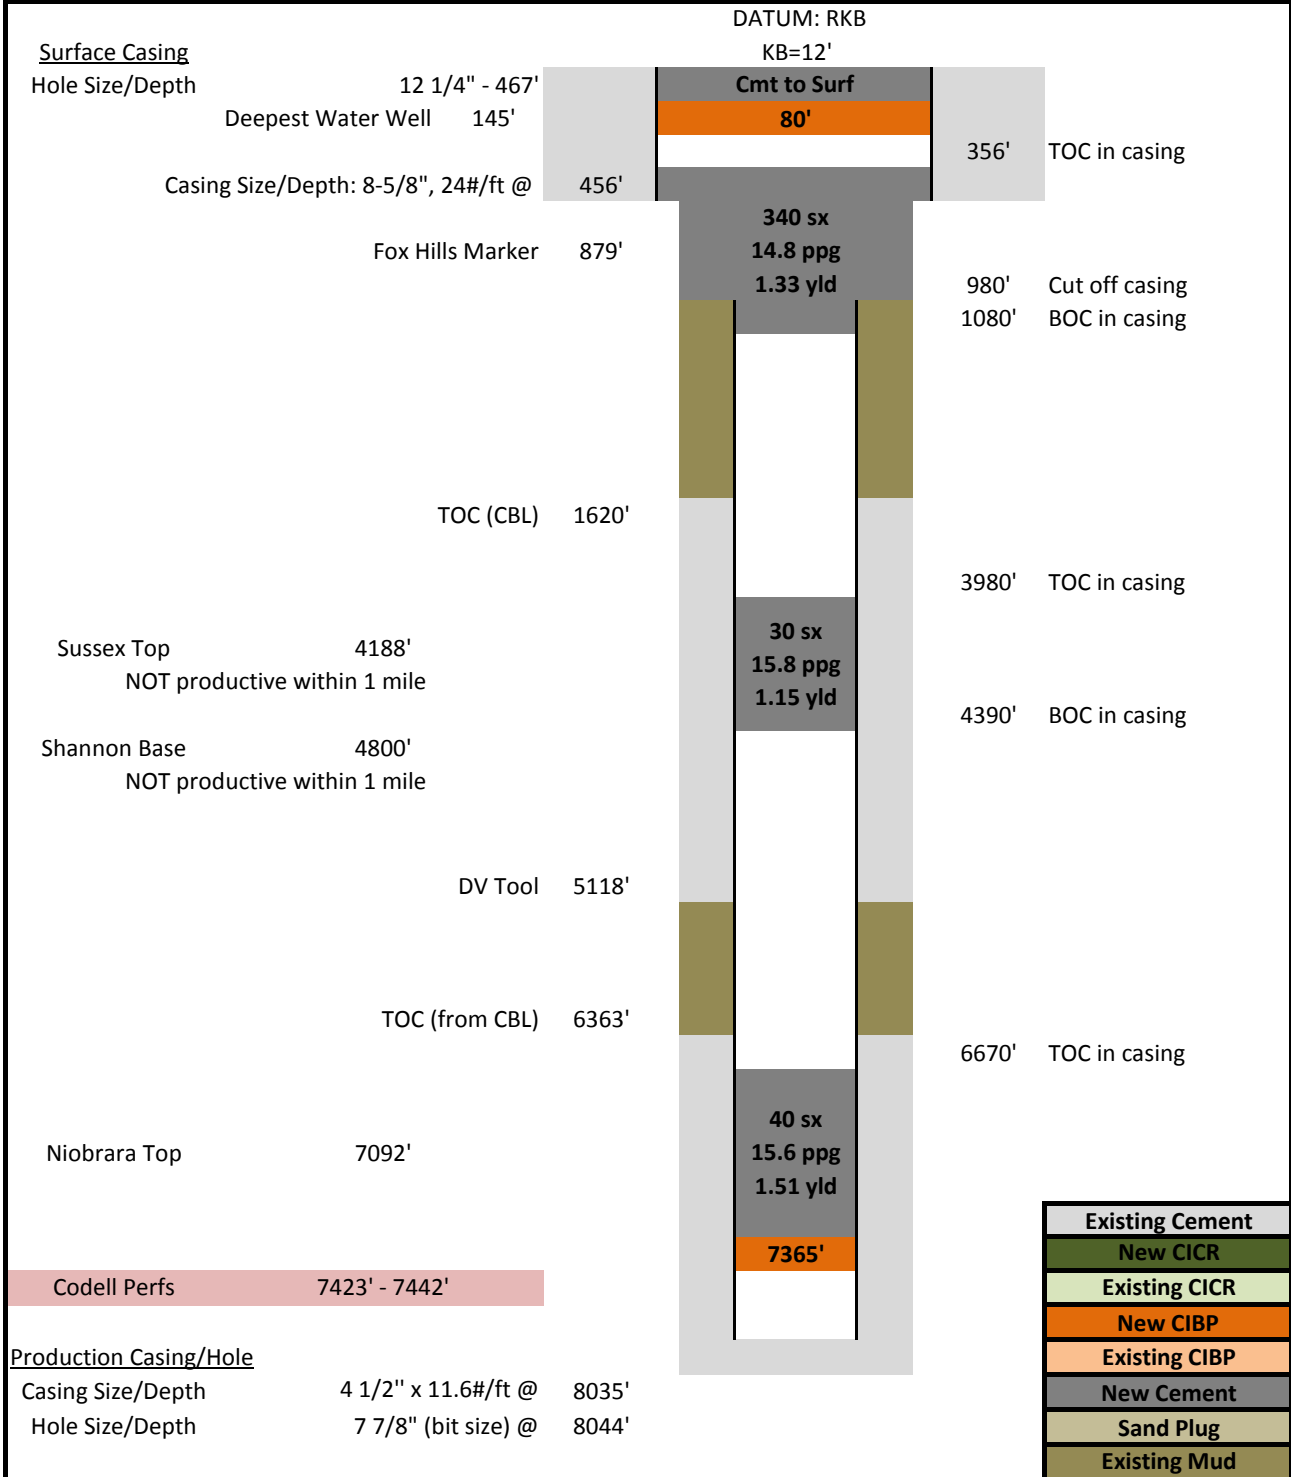 DATUM: RKB
Surface Casing KB=12'
Hole Size/Depth 12 1/4" - 467' Cmt to Surf
Deepest Water Well 145' 80'
356' TOC in casing
Casing Size/Depth: 8-5/8", 24#/ft @ 456'
340 sx
Fox Hills Marker 879' 14.8 ppg
1.33 yld 980' Cut off casing
1080' BOC in casing
TOC (CBL) 1620'
3980' TOC in casing
30 sx
Sussex Top 4188' 15.8 ppg
NOT productive within 1 mile 1.15 yld
4390' BOC in casing
Shannon Base 4800'
NOT productive within 1 mile
DV Tool 5118'
TOC (from CBL) 6363'
6670' TOC in casing
40 sx
Niobrara Top 7092' 15.6 ppg
1.51 yld
Existing Cement
7365' New CICR
Codell Perfs 7423' - 7442' Existing CICR
New CIBP
Production Casing/Hole Existing CIBP
Casing Size/Depth 4 1/2'' x 11.6#/ft @ 8035' New Cement
Hole Size/Depth 7 7/8" (bit size) @ 8044' Sand Plug
Existing Mud